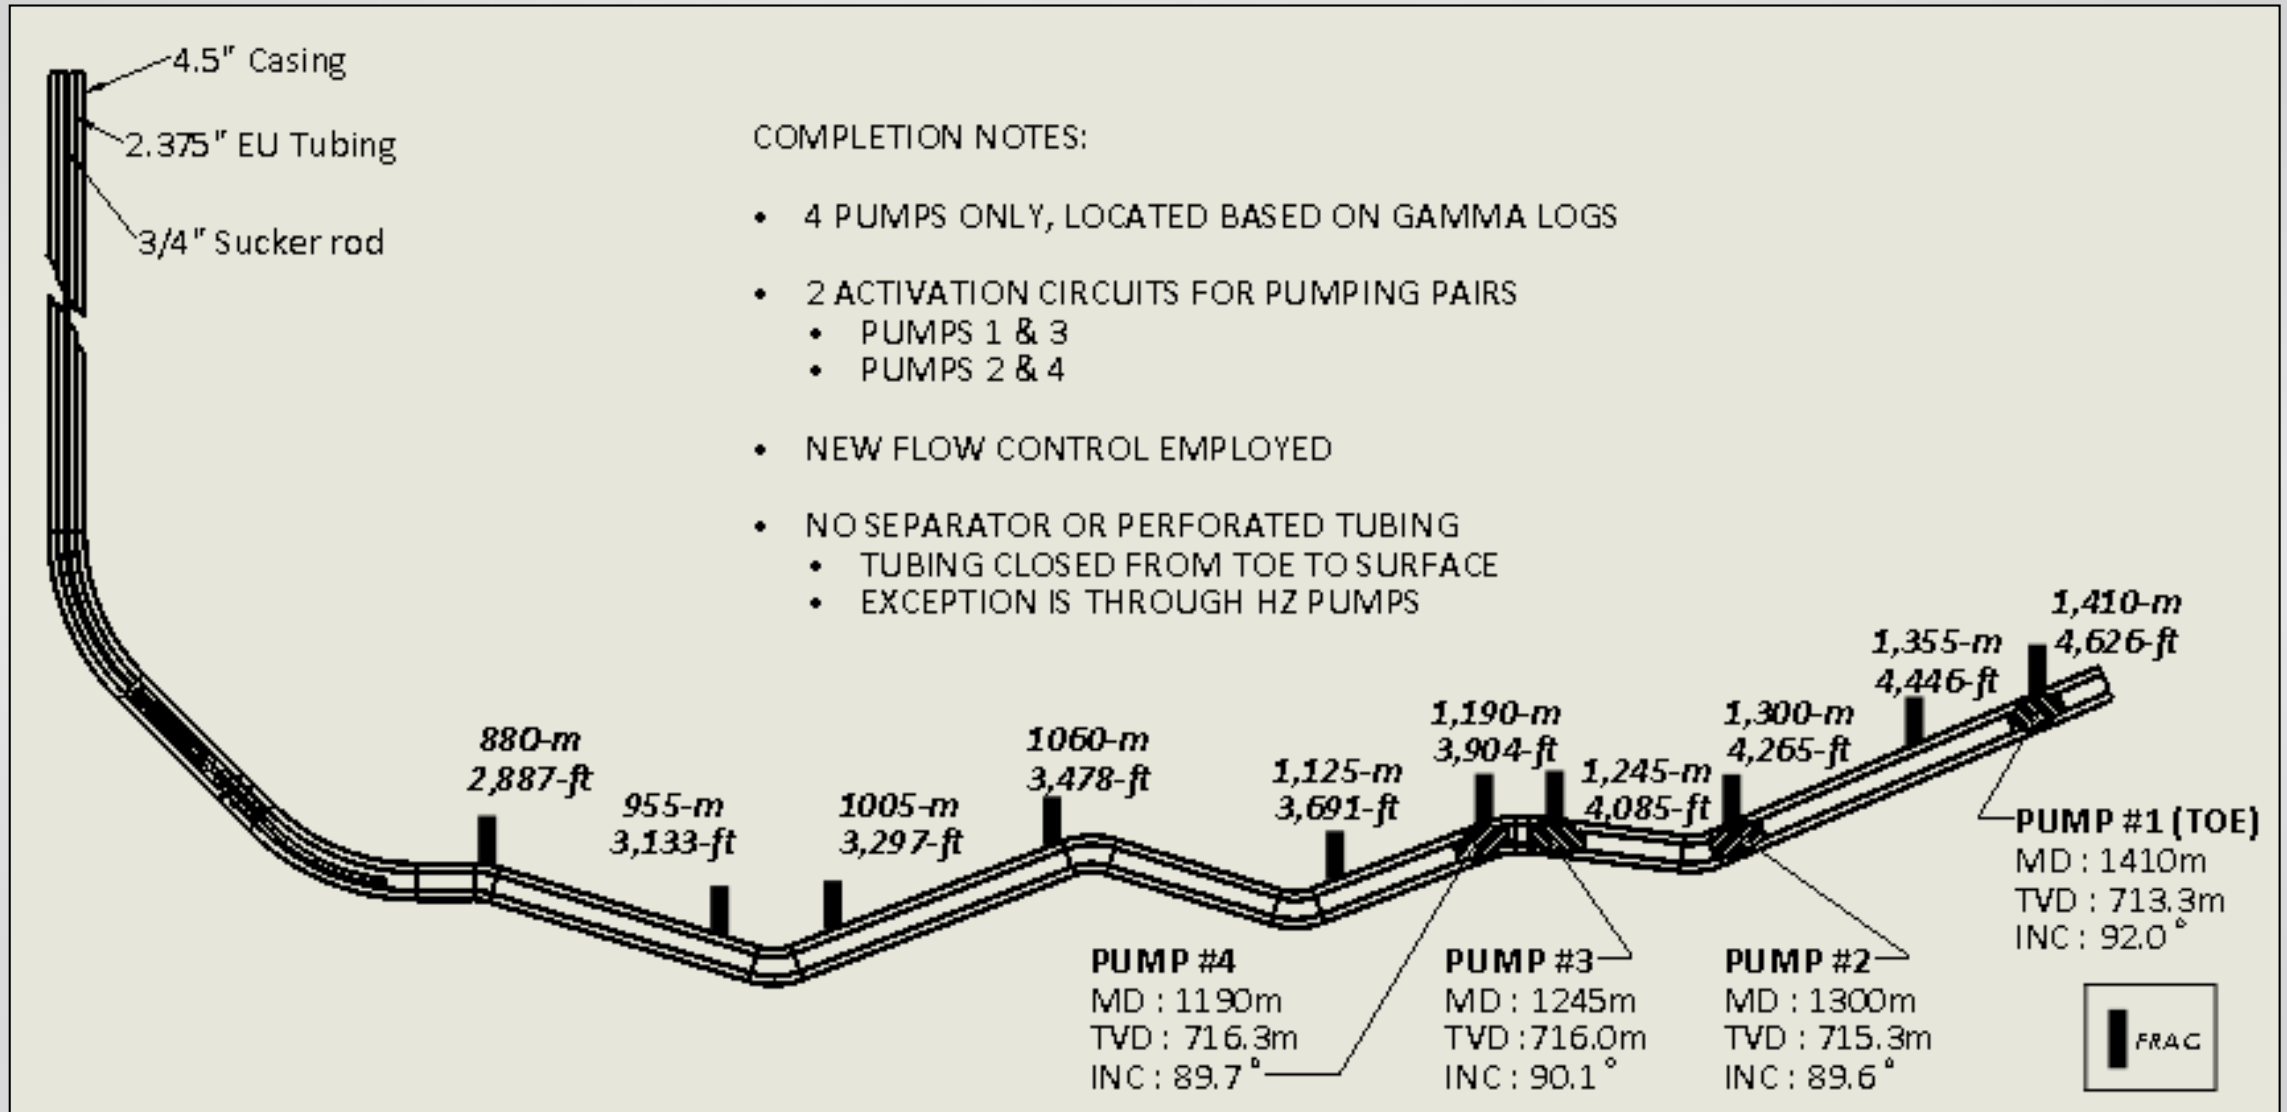 4.5" Casing
2.375" EU Tubing
3/4" Sucker rod
COMPLETION NOTES:
• 4 PUMPS ONLY, LOCATED BASED ON GAMMA LOGS
• 2 ACTIVATION CIRCUITS FOR PUMPING PAIRS
• PUMPS 1 & 3
• PUMPS 2 & 4
• NEW FLOW CONTROL EMPLOYED
• NO SEPARATOR OR PERFORATED TUBING
• TUBING CLOSED FROM TOE TO SURFACE
• EXCEPTION IS THROUGH HZ PUMPS
880-m
2,887-ft
955-m
3,133-ft
1005-m
3,297-ft
1060-m
3,478-ft
1,125-m
3,691-ft
1,190-m
3,904-ft
1,245-m
4,085-ft
1,300-m
4,265-ft
1,355-m
4,446-ft
1,410-m
4,626-ft
PUMP #1 (TOE)
MD : 1410m
TVD : 713.3m
INC : 92.0°
PUMP #4
MD : 1190m
TVD : 716.3m
INC : 89.7°
PUMP #3
MD : 1245m
TVD :716.0m
INC : 90.1°
PUMP #2
MD : 1300m
TVD : 715.3m
INC : 89.6°
FRAC